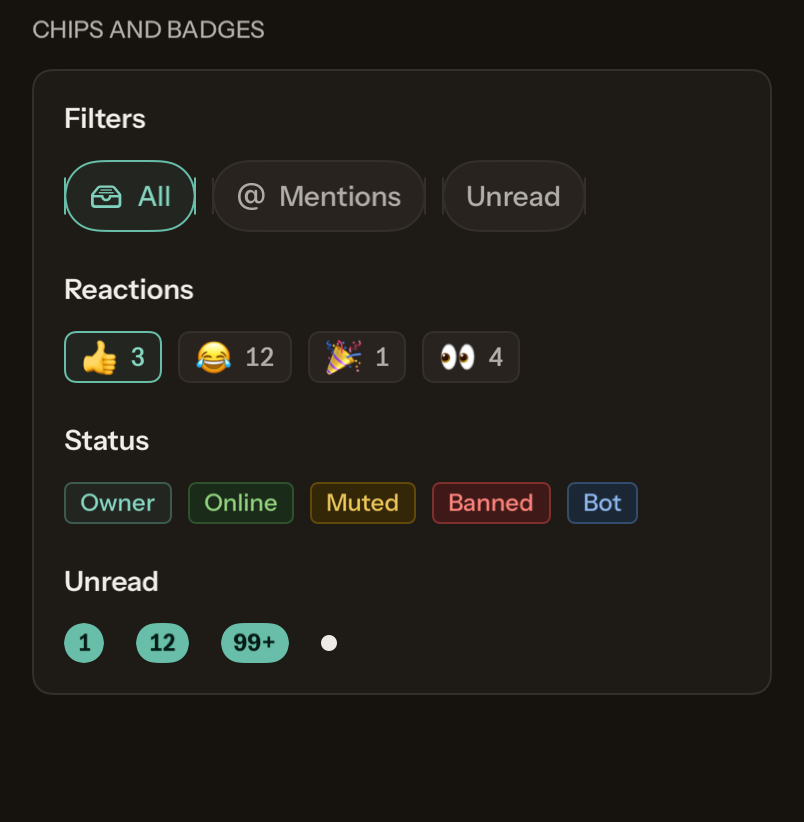 CHIPS AND BADGES
Filters
All @ Mentions Unread
Reactions
👍 3 😂 12 🎉 1 👀 4
Status
Owner Online Muted Banned Bot
Unread
1 12 99+